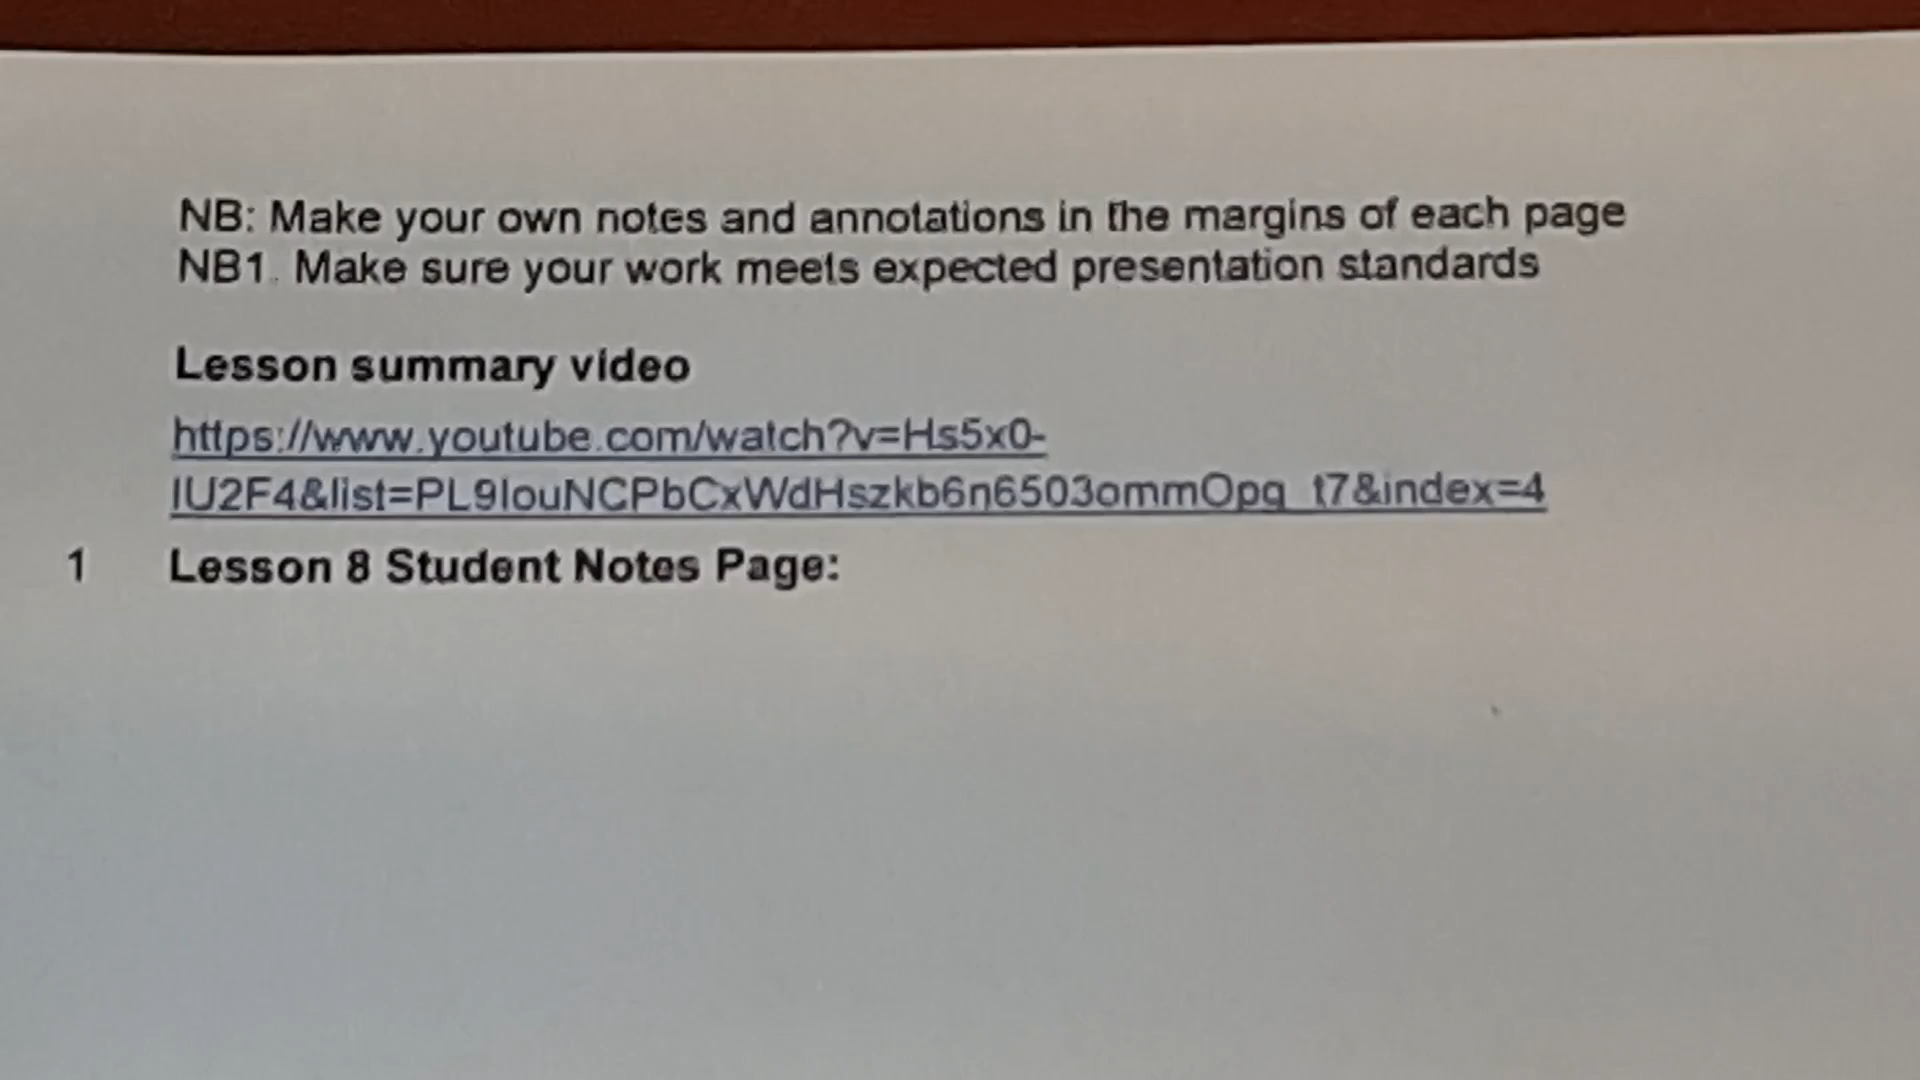 NB: Make your own notes and annotations in the margins of each page
NB1. Make sure your work meets expected presentation standards
Lesson summary video
https://www.youtube.com/watch?v=Hs5x0-
IU2F4&list=PL9IouNCPbCxWdHszkb6n6503ommOpq_t7&index=4
1 Lesson 8 Student Notes Page: